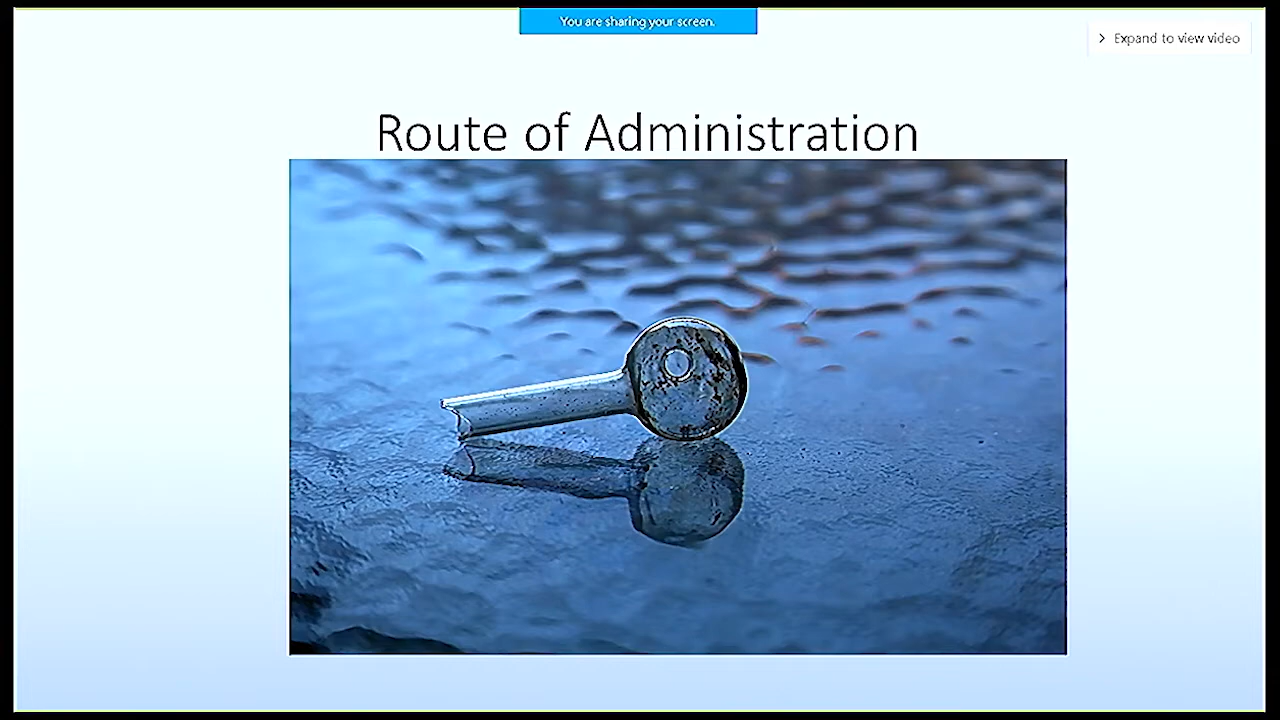 You are sharing your screen.
Expand to view video
Route of Administration